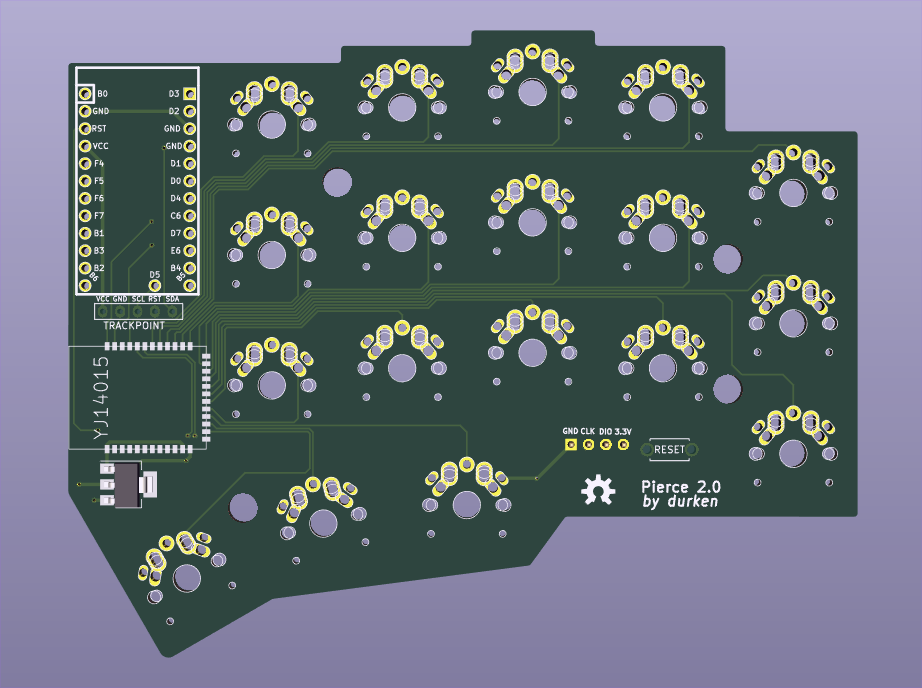 B0 D3
GND D2
RST GND
VCC GND
F4 D1
F5 D0
F6 D4
F7 C6
B1 D7
B3 E6
B2 B4
B6 D5 B5
VCC GND SCL RST SDA
TRACKPOINT
YJ14015
GND CLK DIO 3.3V
RESET
Pierce 2.0
by durken